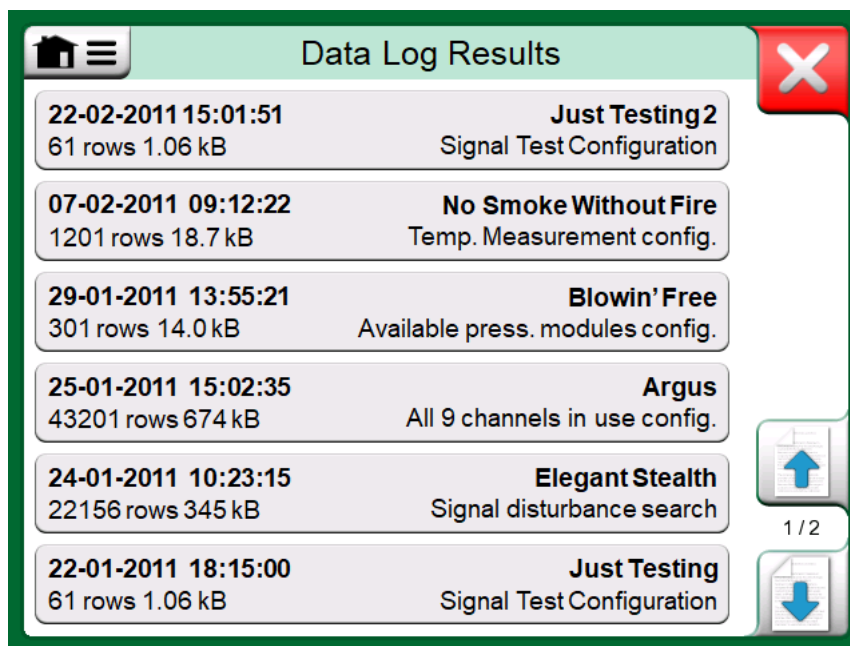 Data Log Results
22-02-2011 15:01:51 Just Testing 2
61 rows 1.06 kB Signal Test Configuration
07-02-2011 09:12:22 No Smoke Without Fire
1201 rows 18.7 kB Temp. Measurement config.
29-01-2011 13:55:21 Blowin' Free
301 rows 14.0 kB Available press. modules config.
25-01-2011 15:02:35 Argus
43201 rows 674 kB All 9 channels in use config.
24-01-2011 10:23:15 Elegant Stealth
22156 rows 345 kB Signal disturbance search
1 / 2
22-01-2011 18:15:00 Just Testing
61 rows 1.06 kB Signal Test Configuration